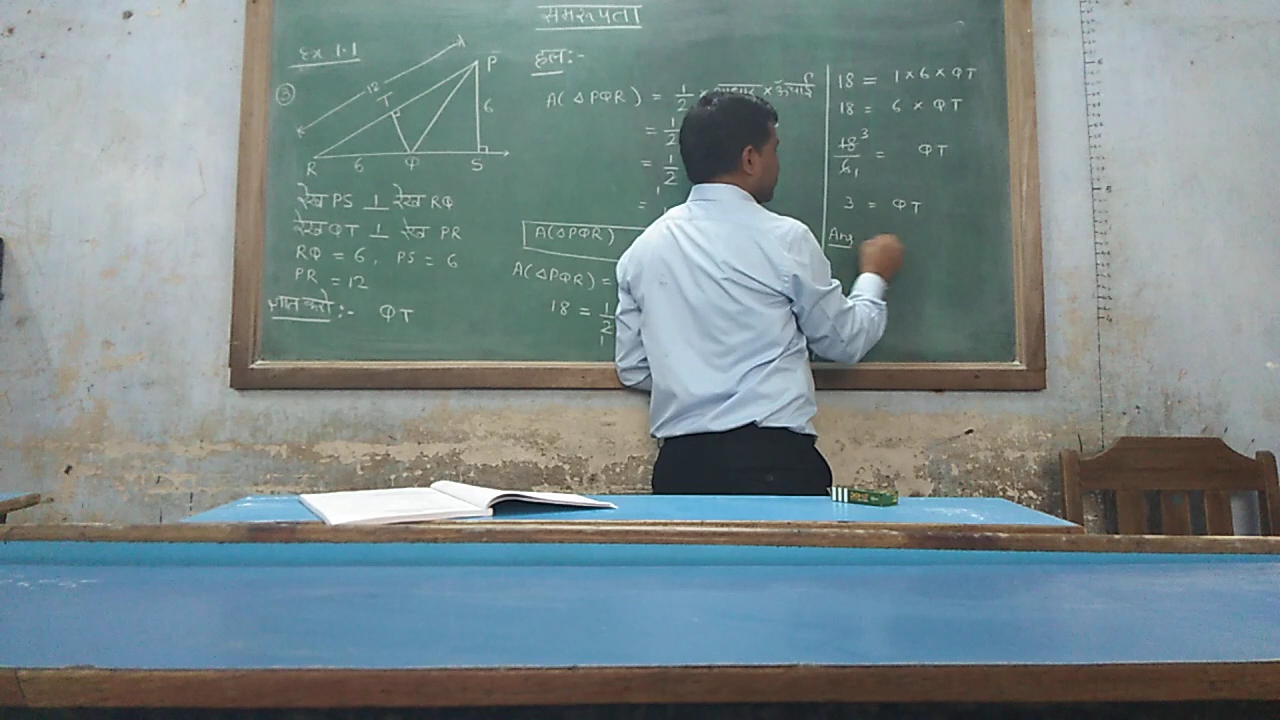 समरूपता
Ex 1.1
3
12
P
T
6
R
6
Q
S
रेख PS ⊥ रेख RQ
रेख QT ⊥ रेख PR
RQ = 6, PS = 6
PR = 12
ज्ञात करो :- QT
हल :-
A(△PQR) = 1/2 × आधार × ऊँचाई
= 1/2
= 1/2
=
A(△PQR)
A(△PQR) =
18 = 1/2
18 = 1 × 6 × QT
18 = 6 × QT
18/6 = QT
3 = QT
Ans